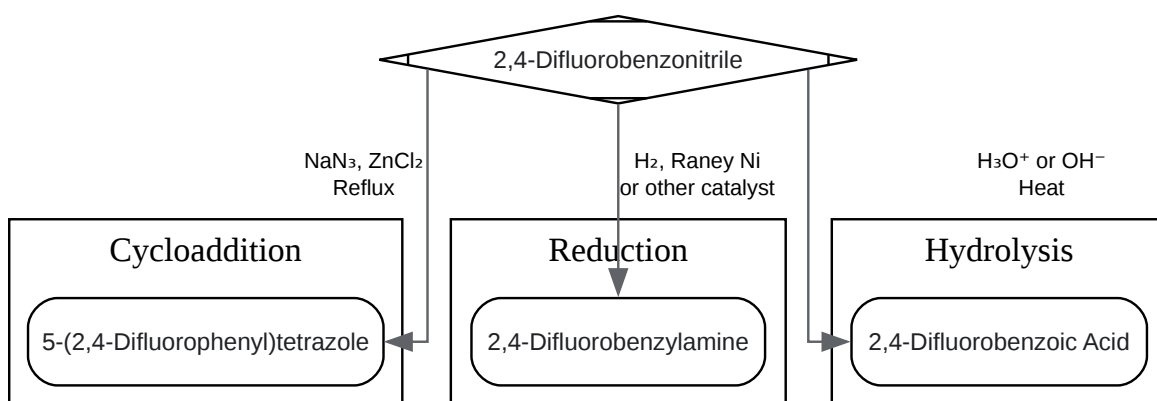 2,4-Difluorobenzonitrile
NaN₃, ZnCl₂
Reflux
H₂, Raney Ni
or other catalyst
H₃O⁺ or OH⁻
Heat
Cycloaddition
Reduction
Hydrolysis
5-(2,4-Difluorophenyl)tetrazole
2,4-Difluorobenzylamine
2,4-Difluorobenzoic Acid